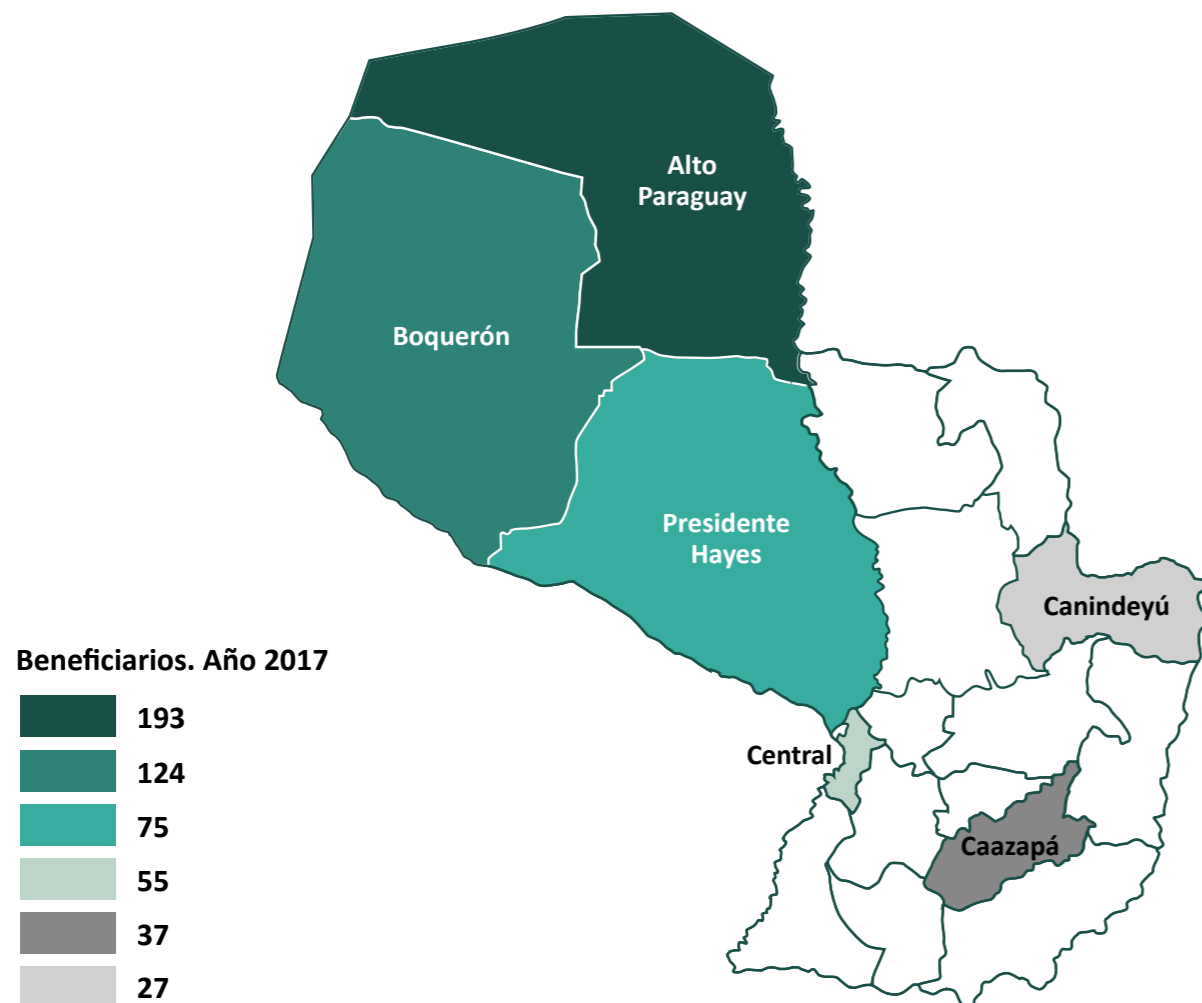 Alto
Paraguay
Boquerón
Presidente
Hayes
Canindeyú
Central
Caazapá
Beneficiarios. Año 2017
193
124
75
55
37
27